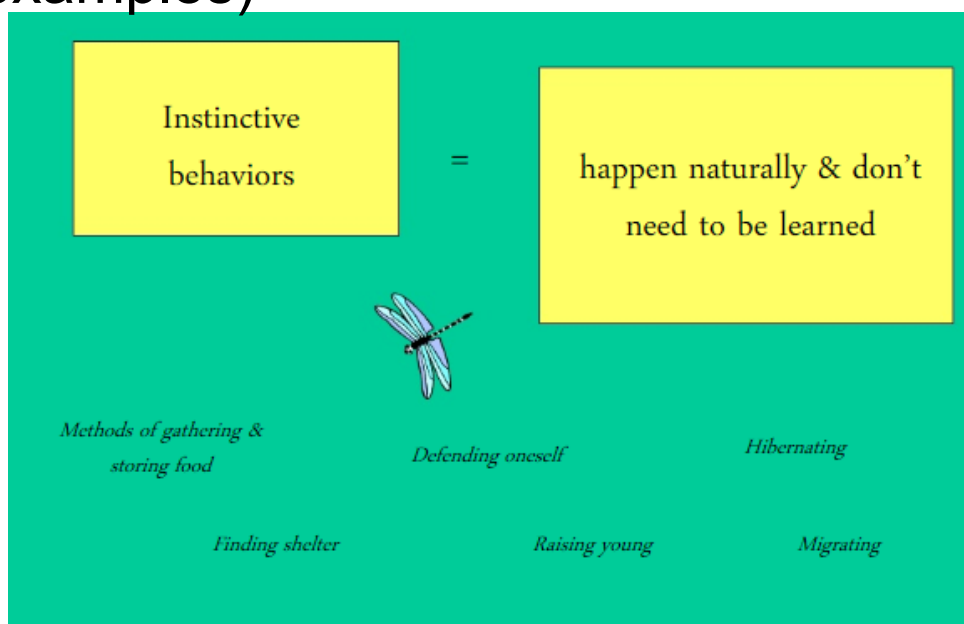 examples)
Instinctive
behaviors
=
happen naturally & don't
need to be learned
Methods of gathering &
storing food
Defending oneself
Hibernating
Finding shelter
Raising young
Migrating